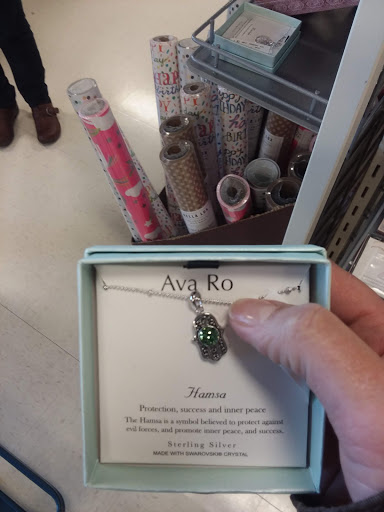 Ava Ro
Hamsa
Protection, success and inner peace
The Hamsa is a symbol believed to protect against
evil forces, and promote inner peace, and success.
Sterling Silver
MADE WITH SWAROVSKI® CRYSTAL
BIRTHDAY